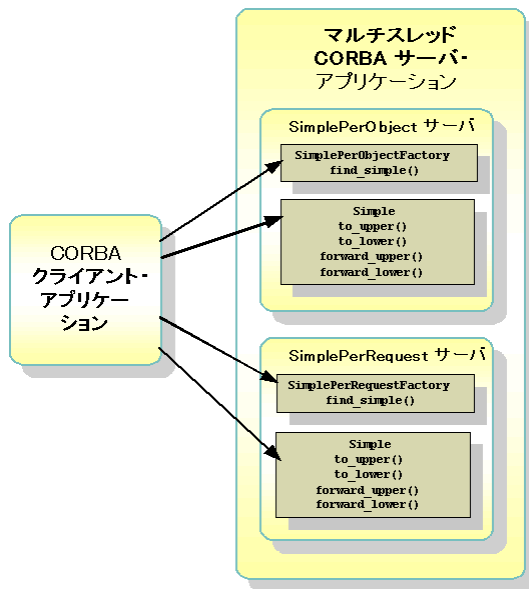 マルチスレッド
CORBA サーバ・
アプリケーション
SimplePerObject サーバ
SimplePerObjectFactory
find_simple()
Simple
to_upper()
to_lower()
forward_upper()
forward_lower()
CORBA
クライアント・
アプリケー
ション
SimplePerRequest サーバ
SimplePerRequestFactory
find_simple()
Simple
to_upper()
to_lower()
forward_upper()
forward_lower()